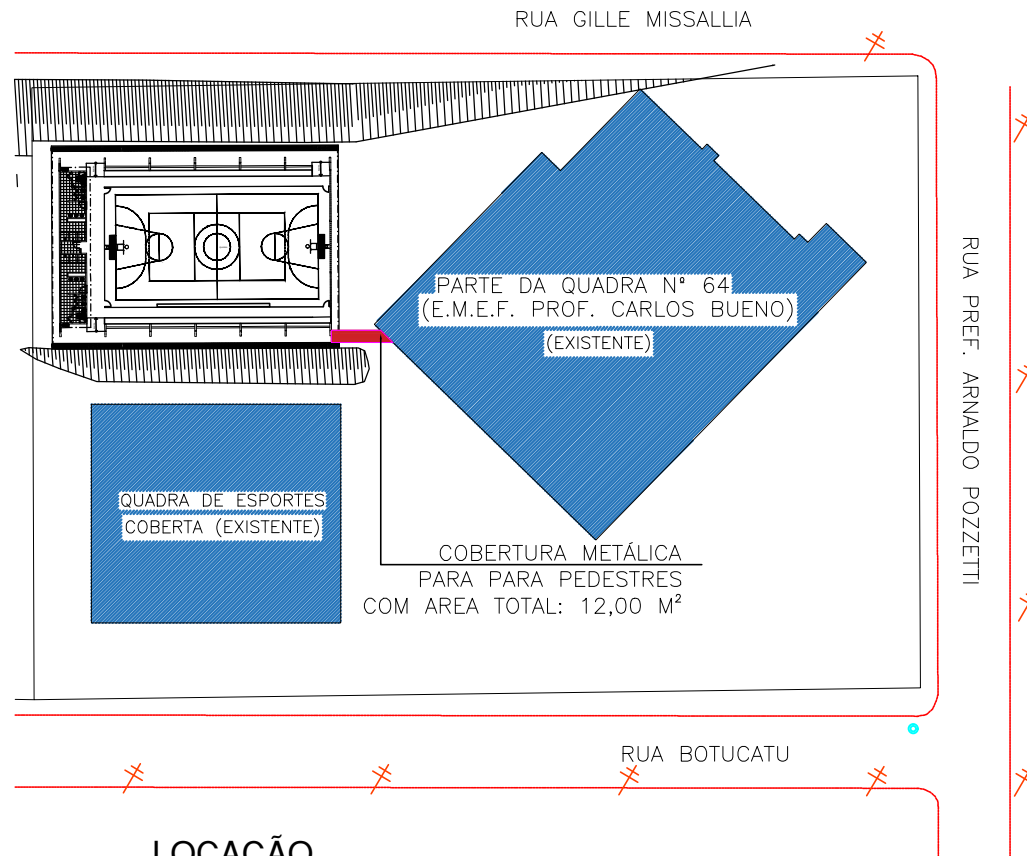 RUA GILLE MISSALLIA
RUA PREF. ARNALDO POZZETTI
PARTE DA QUADRA Nº 64
(E.M.E.F. PROF. CARLOS BUENO)
(EXISTENTE)
QUADRA DE ESPORTES
COBERTA (EXISTENTE)
COBERTURA METÁLICA
PARA PARA PEDESTRES
COM AREA TOTAL: 12,00 M²
RUA BOTUCATU
LOCAÇÃO